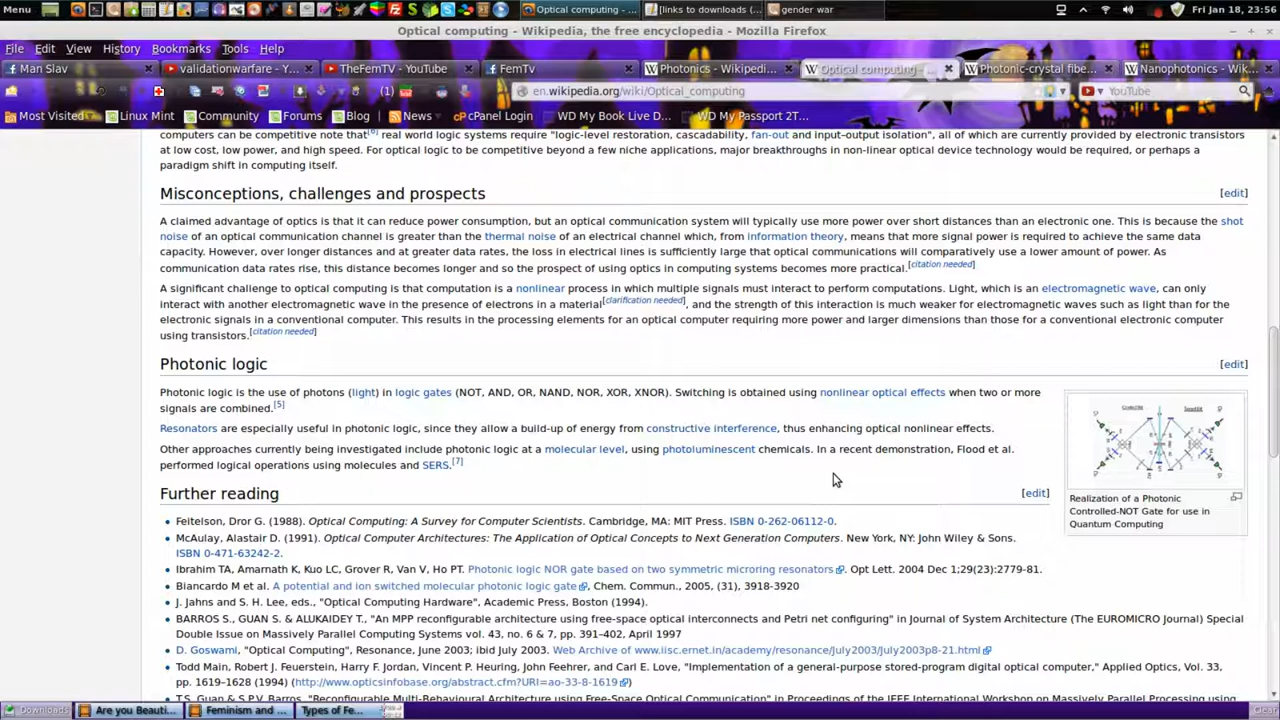 Menu Optical computing - ... [links to downloads (... gender war Fri Jan 18, 23:56
Optical computing - Wikipedia, the free encyclopedia - Mozilla Firefox
File Edit View History Bookmarks Tools Help
Man Slav validationwarfare - Y... TheFemTV - YouTube FemTv Photonics - Wikipedi... Optical computing - ... Photonic-crystal fibe... Nanophotonics - Wik...
(1) en.wikipedia.org/wiki/Optical_computing YouTube
Most Visited Linux Mint Community Forums Blog News cPanel Login WD My Book Live D... WD My Passport 2T...
computers can be competitive note that[6] real world logic systems require "logic-level restoration, cascadability, fan-out and input–output isolation", all of which are currently provided by electronic transistors
at low cost, low power, and high speed. For optical logic to be competitive beyond a few niche applications, major breakthroughs in non-linear optical device technology would be required, or perhaps a
paradigm shift in computing itself.
Misconceptions, challenges and prospects [edit]
A claimed advantage of optics is that it can reduce power consumption, but an optical communication system will typically use more power over short distances than an electronic one. This is because the shot
noise of an optical communication channel is greater than the thermal noise of an electrical channel which, from information theory, means that more signal power is required to achieve the same data
capacity. However, over longer distances and at greater data rates, the loss in electrical lines is sufficiently large that optical communications will comparatively use a lower amount of power. As
communication data rates rise, this distance becomes longer and so the prospect of using optics in computing systems becomes more practical.[citation needed]
A significant challenge to optical computing is that computation is a nonlinear process in which multiple signals must interact to perform computations. Light, which is an electromagnetic wave, can only
interact with another electromagnetic wave in the presence of electrons in a material[clarification needed], and the strength of this interaction is much weaker for electromagnetic waves such as light than for the
electronic signals in a conventional computer. This results in the processing elements for an optical computer requiring more power and larger dimensions than those for a conventional electronic computer
using transistors.[citation needed]
Photonic logic [edit]
Photonic logic is the use of photons (light) in logic gates (NOT, AND, OR, NAND, NOR, XOR, XNOR). Switching is obtained using nonlinear optical effects when two or more
signals are combined.[5]
Resonators are especially useful in photonic logic, since they allow a build-up of energy from constructive interference, thus enhancing optical nonlinear effects.
Other approaches currently being investigated include photonic logic at a molecular level, using photoluminescent chemicals. In a recent demonstration, Flood et al.
performed logical operations using molecules and SERS.[7]
Realization of a Photonic
Controlled-NOT Gate for use in
Quantum Computing
Further reading [edit]
Feitelson, Dror G. (1988). Optical Computing: A Survey for Computer Scientists. Cambridge, MA: MIT Press. ISBN 0-262-06112-0.
McAulay, Alastair D. (1991). Optical Computer Architectures: The Application of Optical Concepts to Next Generation Computers. New York, NY: John Wiley & Sons.
ISBN 0-471-63242-2.
Ibrahim TA, Amarnath K, Kuo LC, Grover R, Van V, Ho PT. Photonic logic NOR gate based on two symmetric microring resonators. Opt Lett. 2004 Dec 1;29(23):2779-81.
Biancardo M et al. A potential and ion switched molecular photonic logic gate, Chem. Commun., 2005, (31), 3918-3920
J. Jahns and S. H. Lee, eds., "Optical Computing Hardware", Academic Press, Boston (1994).
BARROS S., GUAN S. & ALUKAIDEY T., "An MPP reconfigurable architecture using free-space optical interconnects and Petri net configuring" in Journal of System Architecture (The EUROMICRO Journal) Special
Double Issue on Massively Parallel Computing Systems vol. 43, no. 6 & 7, pp. 391–402, April 1997
D. Goswami, "Optical Computing", Resonance, June 2003; ibid July 2003. Web Archive of www.iisc.ernet.in/academy/resonance/July2003/July2003p8-21.html
Todd Main, Robert J. Feuerstein, Harry F. Jordan, Vincent P. Heuring, John Feehrer, and Carl E. Love, "Implementation of a general-purpose stored-program digital optical computer," Applied Optics, Vol. 33,
pp. 1619–1628 (1994) (http://www.opticsinfobase.org/abstract.cfm?URI=ao-33-8-1619)
T.S. Guan & S.P.V. Barros, "Reconfigurable Multi-Behavioural Architecture using Free-Space Optical Communication" in Proceedings of the IEEE International Workshop on Massively Parallel Processing using
Downloads Are you Beauti... Feminism and ... Types of Fe... Clear